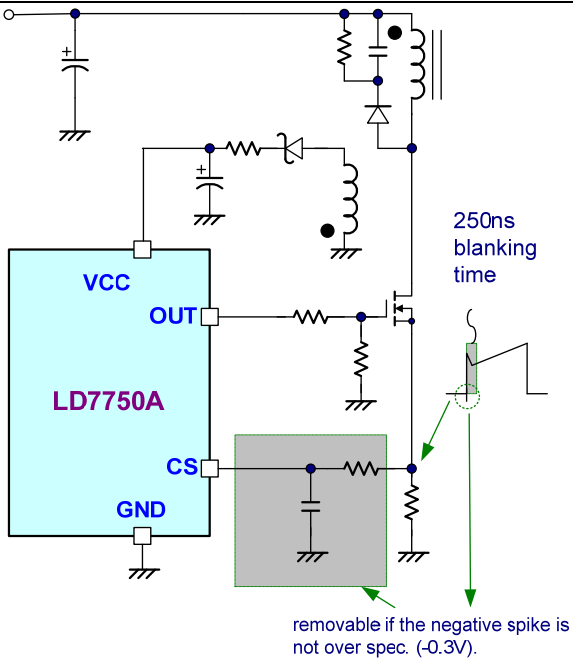 250ns
blanking
time
VCC
OUT
LD7750A
CS
GND
removable if the negative spike is
not over spec. (-0.3V).